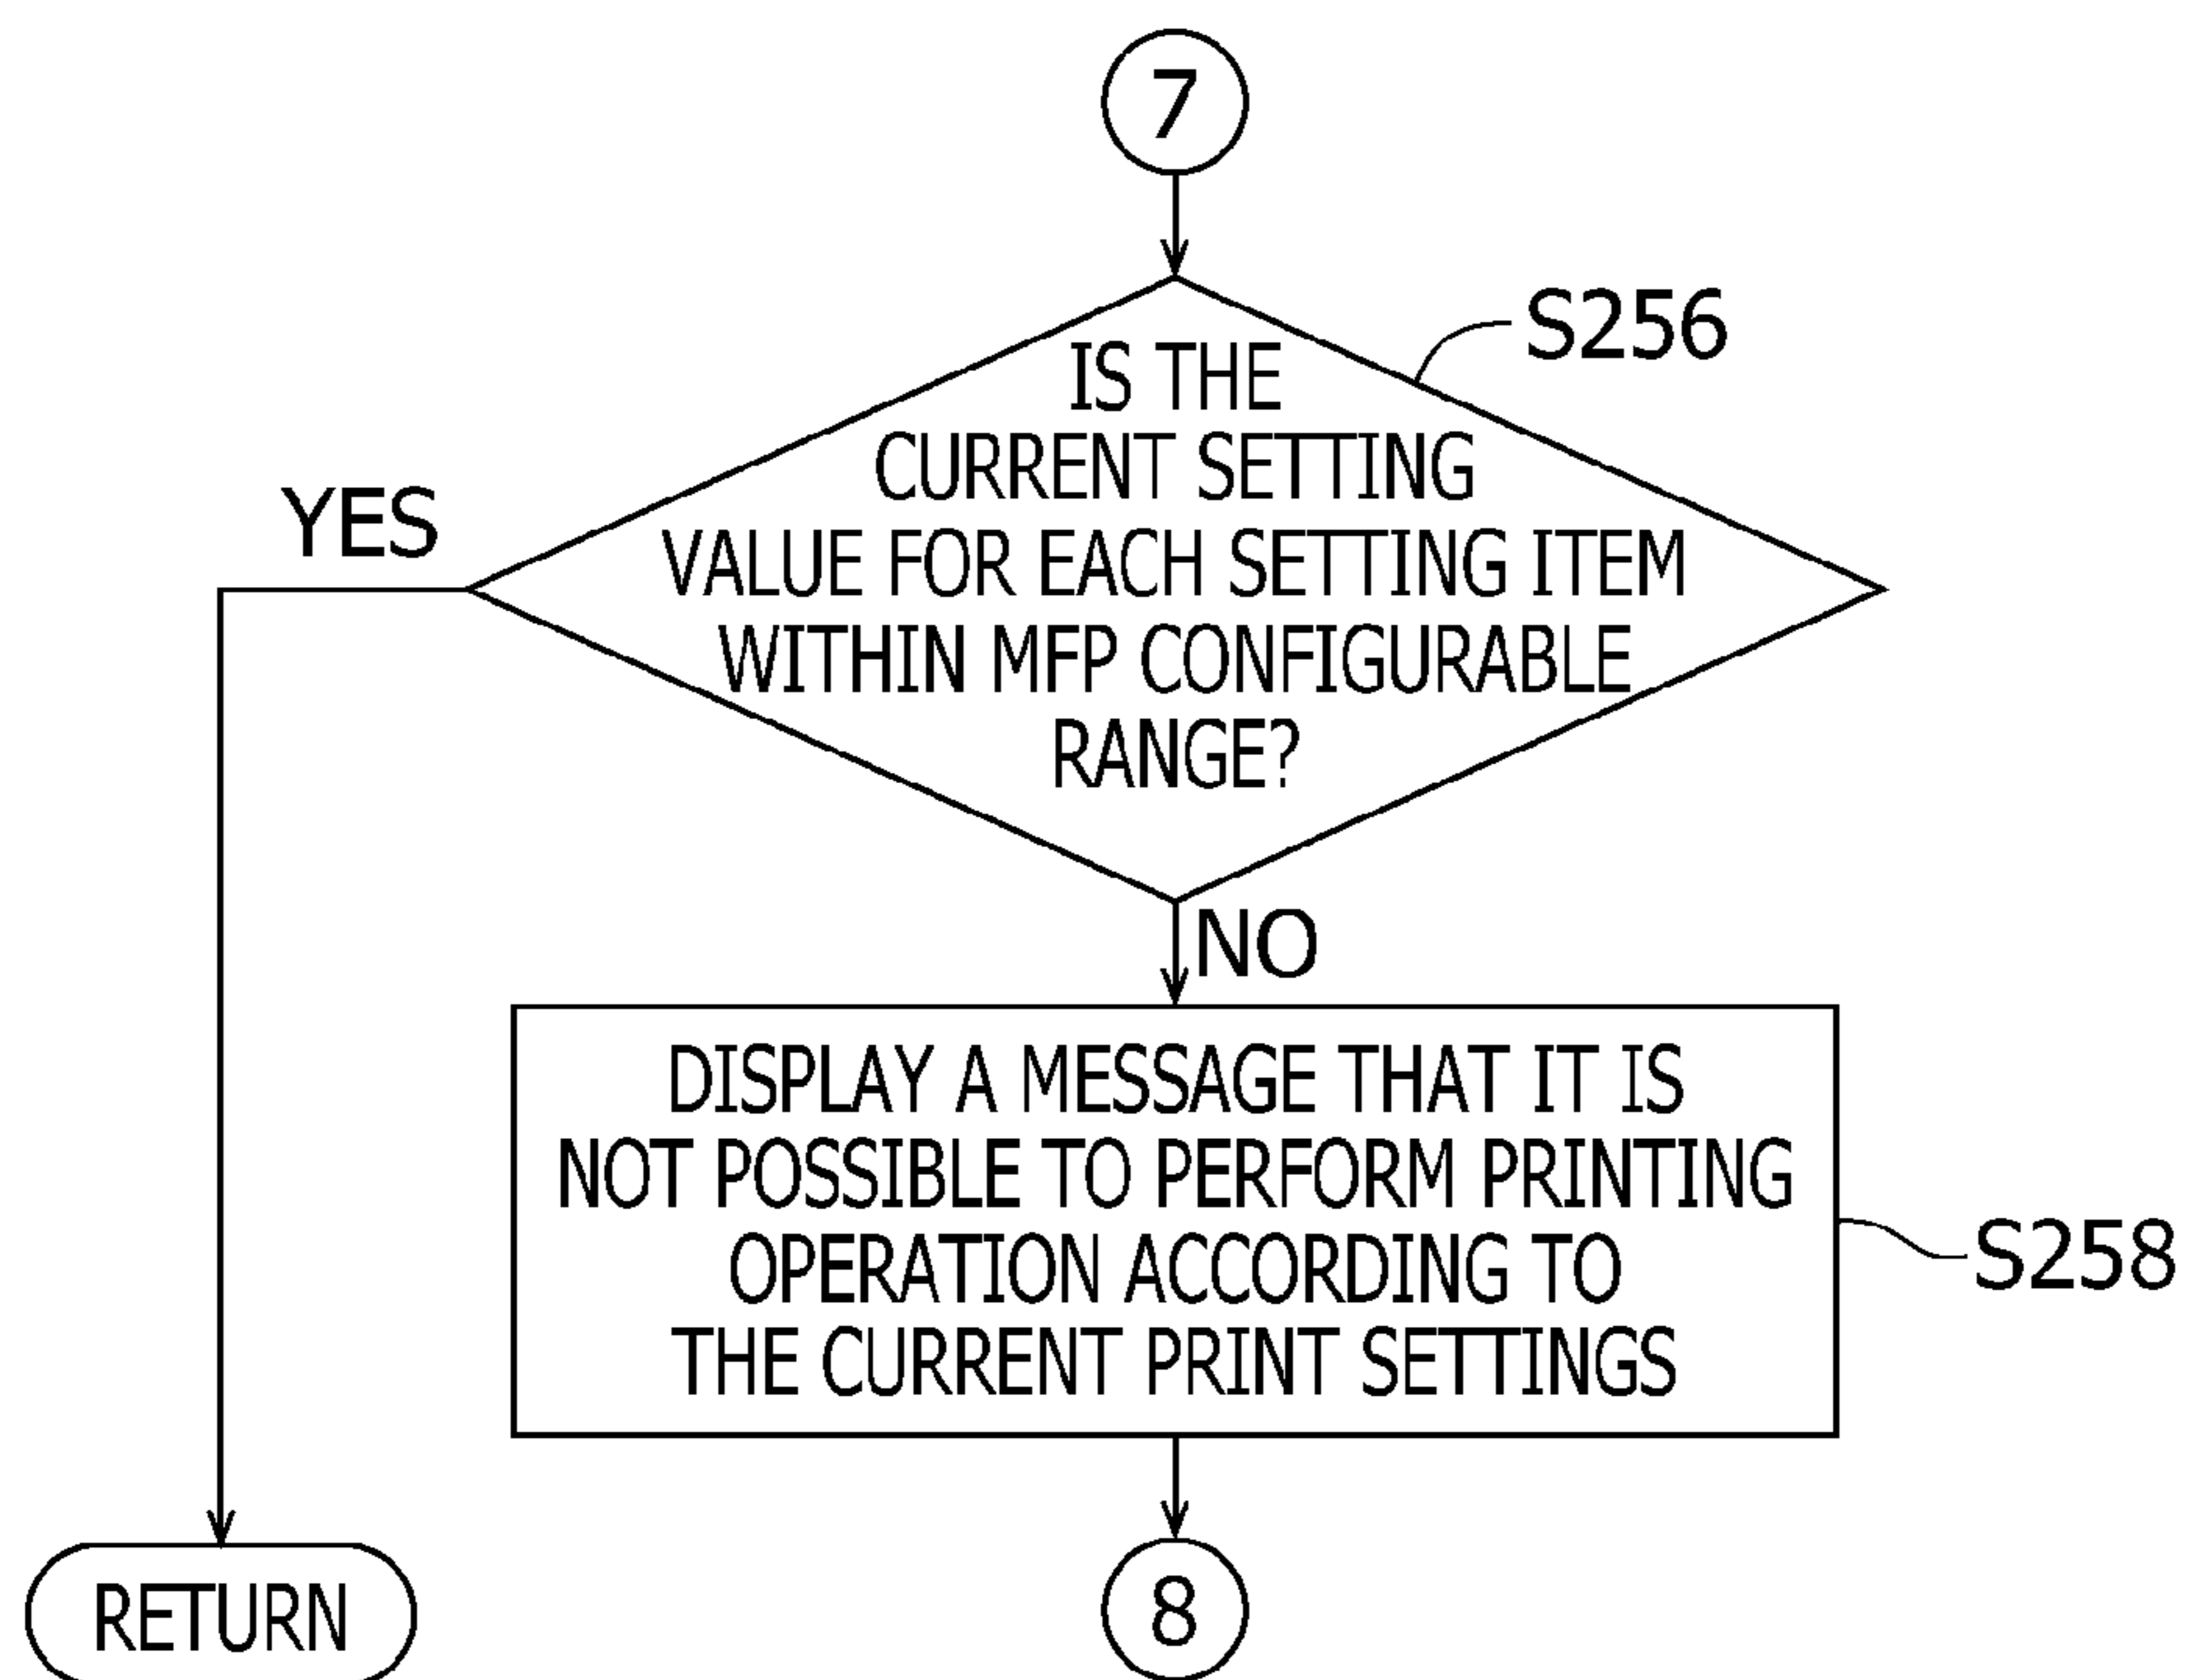 7
S256
IS THE
CURRENT SETTING
VALUE FOR EACH SETTING ITEM
WITHIN MFP CONFIGURABLE
RANGE?
YES
NO
DISPLAY A MESSAGE THAT IT IS
NOT POSSIBLE TO PERFORM PRINTING
OPERATION ACCORDING TO
THE CURRENT PRINT SETTINGS
S258
RETURN
8